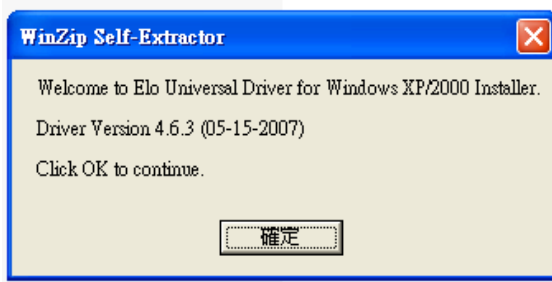 WinZip Self-Extractor
Welcome to Elo Universal Driver for Windows XP/2000 Installer.
Driver Version 4.6.3 (05-15-2007)
Click OK to continue.
確定